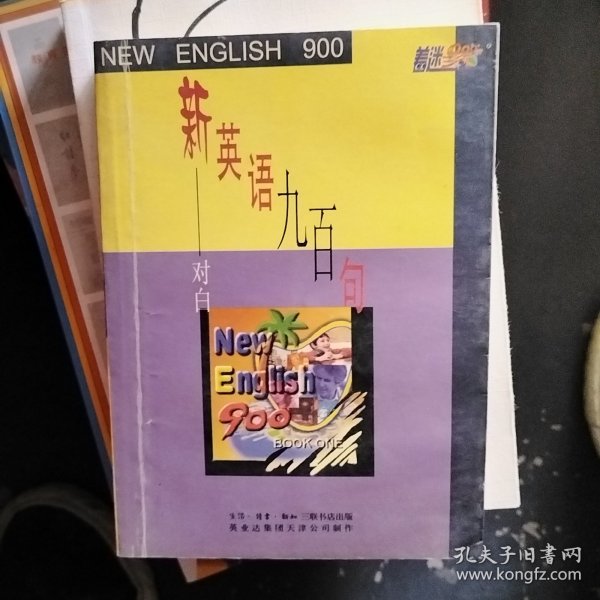 NEW ENGLISH 900
着迷
新英语九百句
——对白
New
English
900
BOOK ONE
生活·读书·新知 三联书店出版
英业达集团天津公司制作
孔夫子旧书网
www.kongfz.com